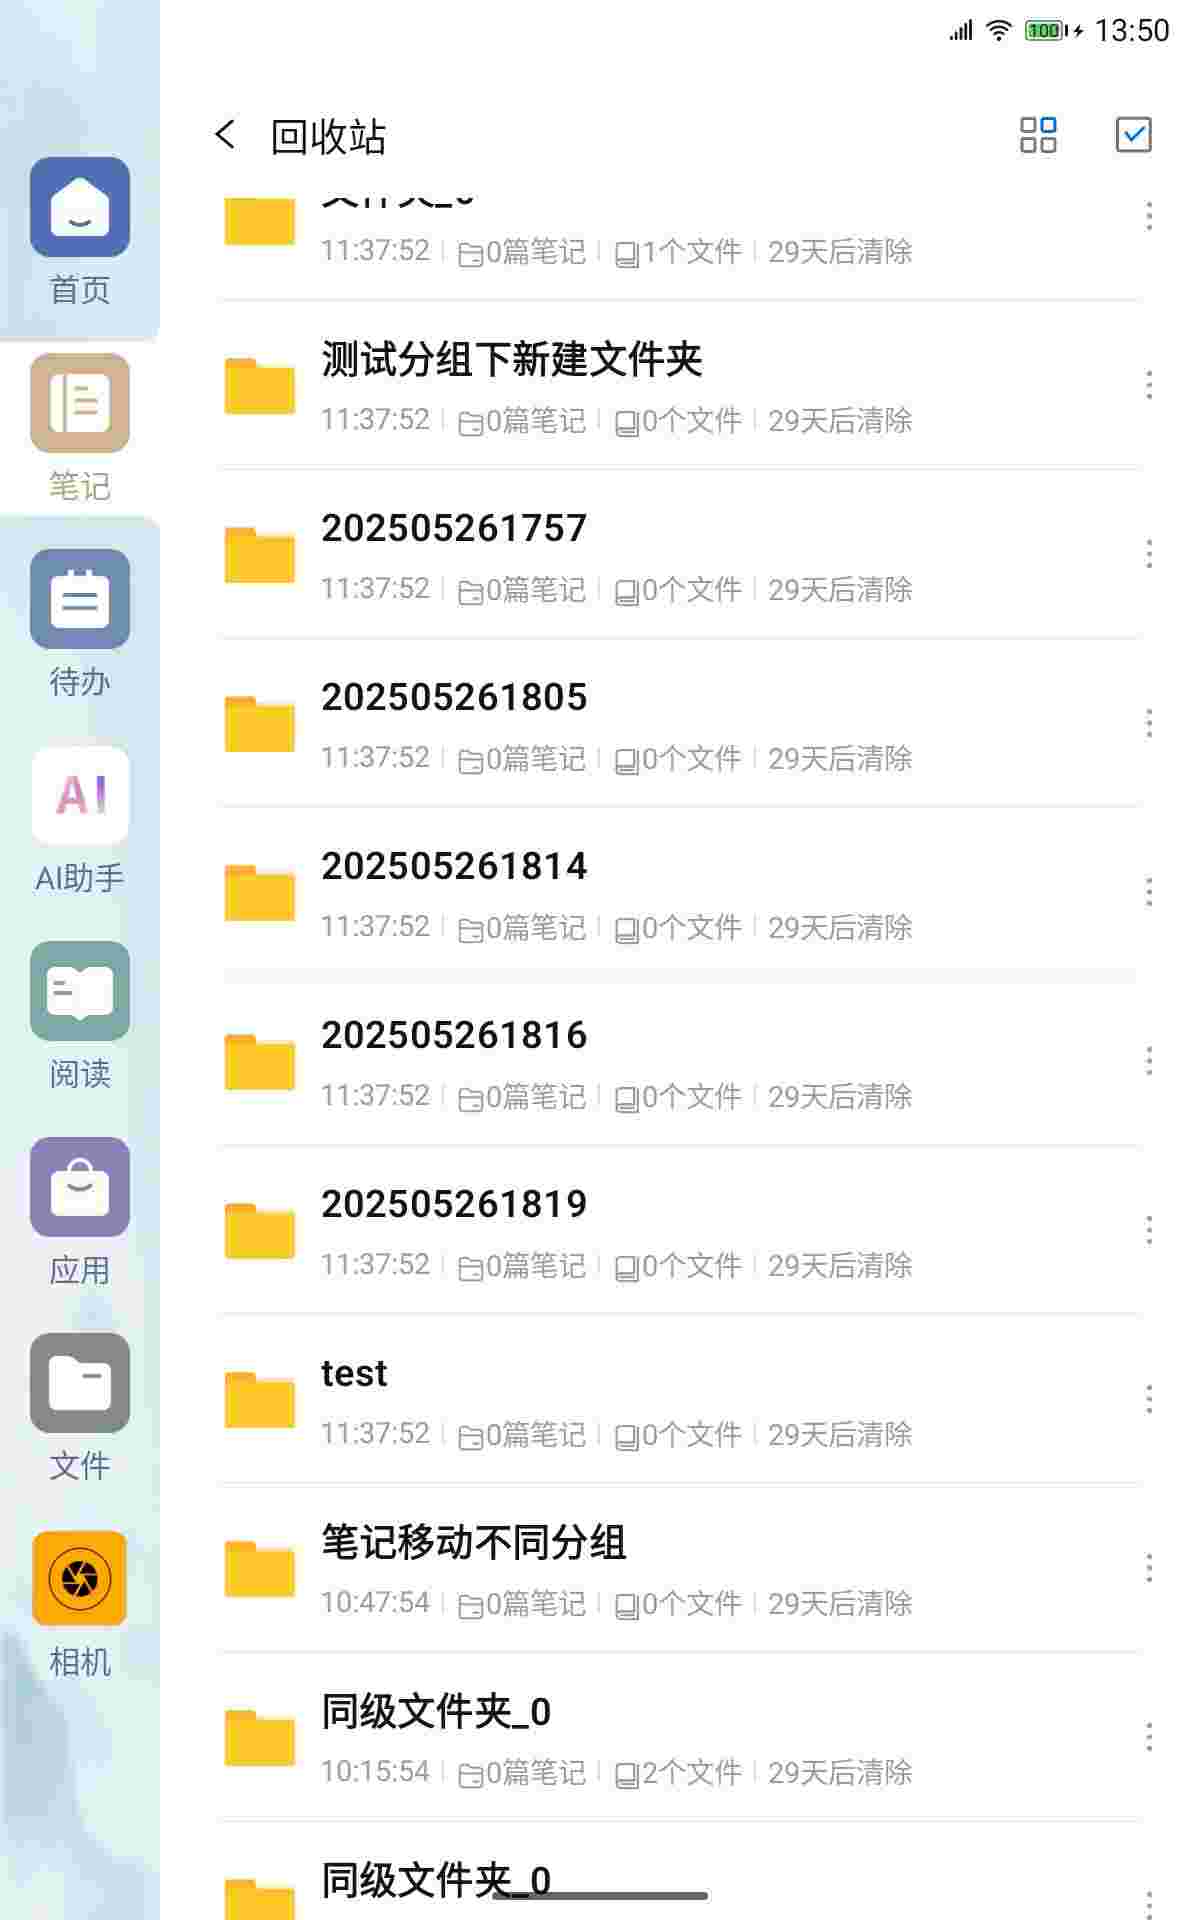 100 13:50
回收站
文件夹_0
11:37:52 0篇笔记 1个文件 29天后清除
测试分组下新建文件夹
11:37:52 0篇笔记 0个文件 29天后清除
202505261757
11:37:52 0篇笔记 0个文件 29天后清除
202505261805
11:37:52 0篇笔记 0个文件 29天后清除
202505261814
11:37:52 0篇笔记 0个文件 29天后清除
202505261816
11:37:52 0篇笔记 0个文件 29天后清除
202505261819
11:37:52 0篇笔记 0个文件 29天后清除
test
11:37:52 0篇笔记 0个文件 29天后清除
笔记移动不同分组
10:47:54 0篇笔记 0个文件 29天后清除
同级文件夹_0
10:15:54 0篇笔记 2个文件 29天后清除
同级文件夹_0
首页
笔记
待办
AI
AI助手
阅读
应用
文件
相机